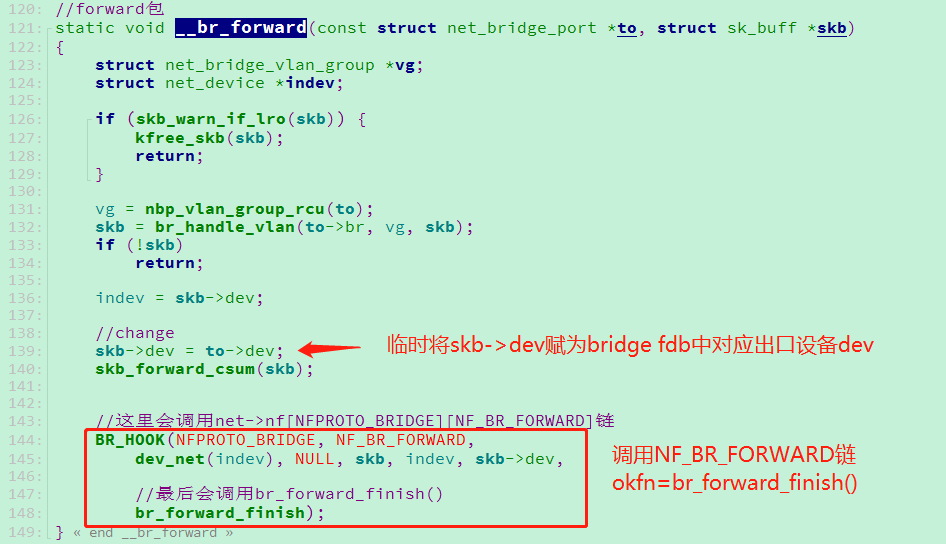 120: //forward包
121: static void __br_forward(const struct net_bridge_port *to, struct sk_buff *skb)
122: {
123:     struct net_bridge_vlan_group *vg;
124:     struct net_device *indev;
125:
126:     if (skb_warn_if_lro(skb)) {
127:         kfree_skb(skb);
128:         return;
129:     }
130:
131:     vg = nbp_vlan_group_rcu(to);
132:     skb = br_handle_vlan(to->br, vg, skb);
133:     if (!skb)
134:         return;
135:
136:     indev = skb->dev;
137:
138:     //change
139:     skb->dev = to->dev; 临时将skb->dev赋为bridge fdb中对应出口设备dev
140:     skb_forward_csum(skb);
141:
142:
143:     //这里会调用net->nf[NFPROTO_BRIDGE][NF_BR_FORWARD]链
144:     BR_HOOK(NFPROTO_BRIDGE, NF_BR_FORWARD,
145:         dev_net(indev), NULL, skb, indev, skb->dev, 调用NF_BR_FORWARD链
146:
okfn=br_forward_finish()
147:         //最后会调用br_forward_finish()
148:         br_forward_finish);
149: } « end __br_forward »